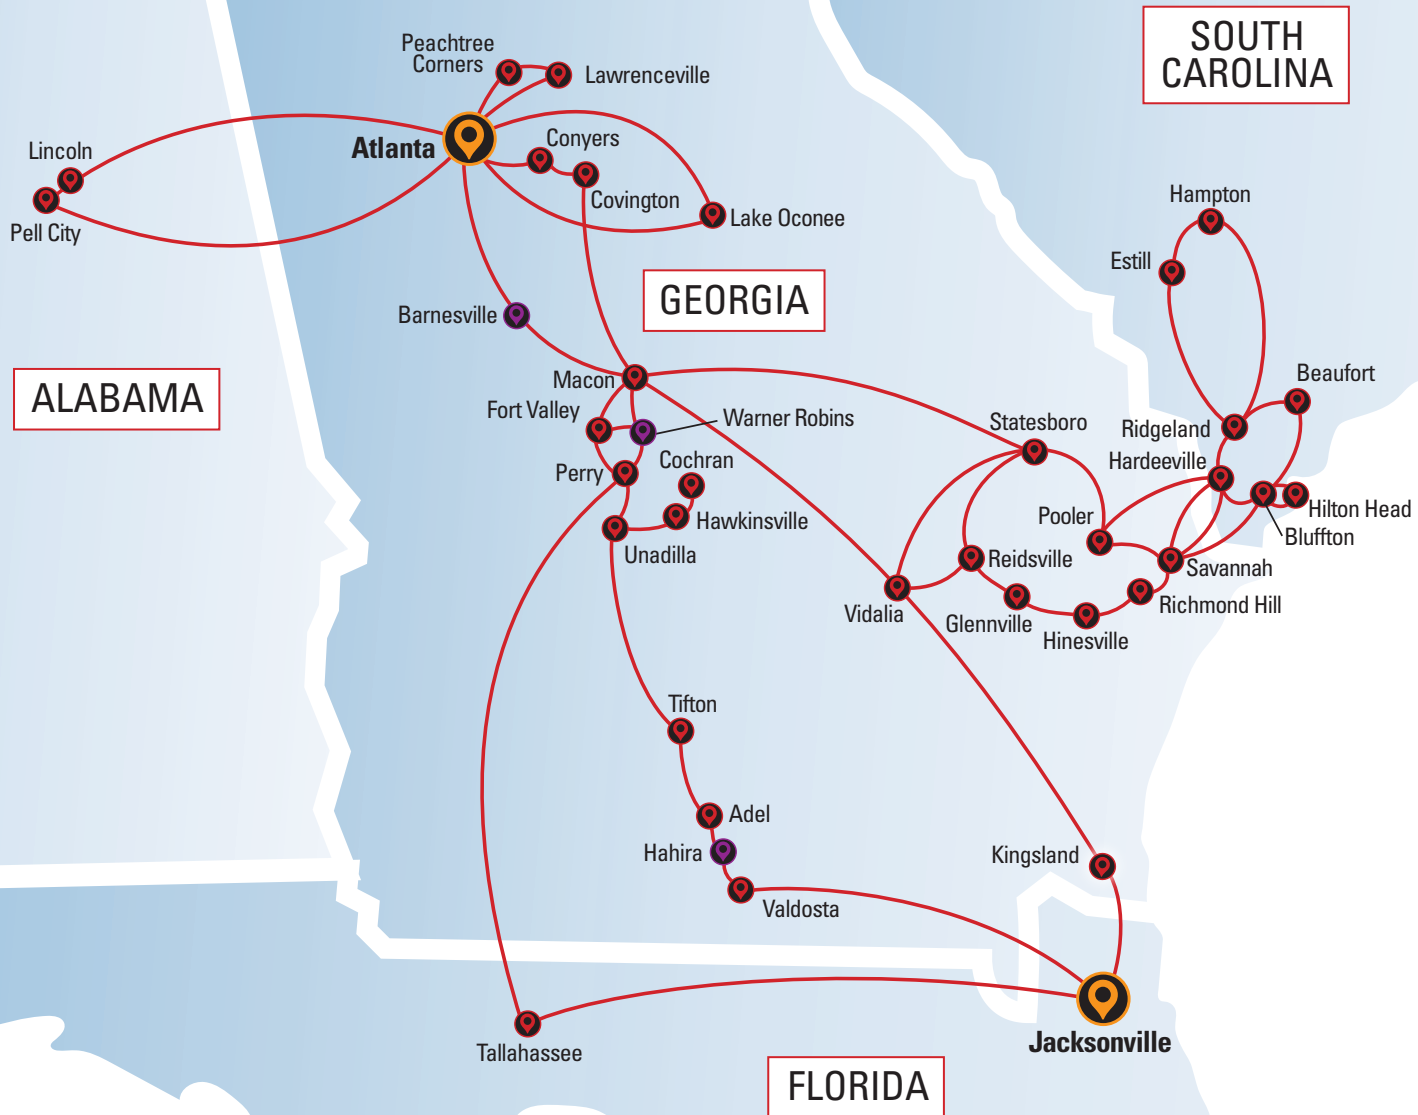 SOUTH
CAROLINA
Peachtree
Corners
Lawrenceville
Atlanta
Conyers
Lincoln
Covington
Hampton
Lake Oconee
Pell City
Estill
GEORGIA
Barnesville
ALABAMA
Macon
Beaufort
Fort Valley
Warner Robins
Statesboro
Ridgeland
Hardeeville
Cochran
Perry
Hilton Head
Pooler
Hawkinsville
Bluffton
Unadilla
Reidsville
Savannah
Richmond Hill
Vidalia
Glennville
Hinesville
Tifton
Adel
Hahira
Kingsland
Valdosta
Jacksonville
Tallahassee
FLORIDA